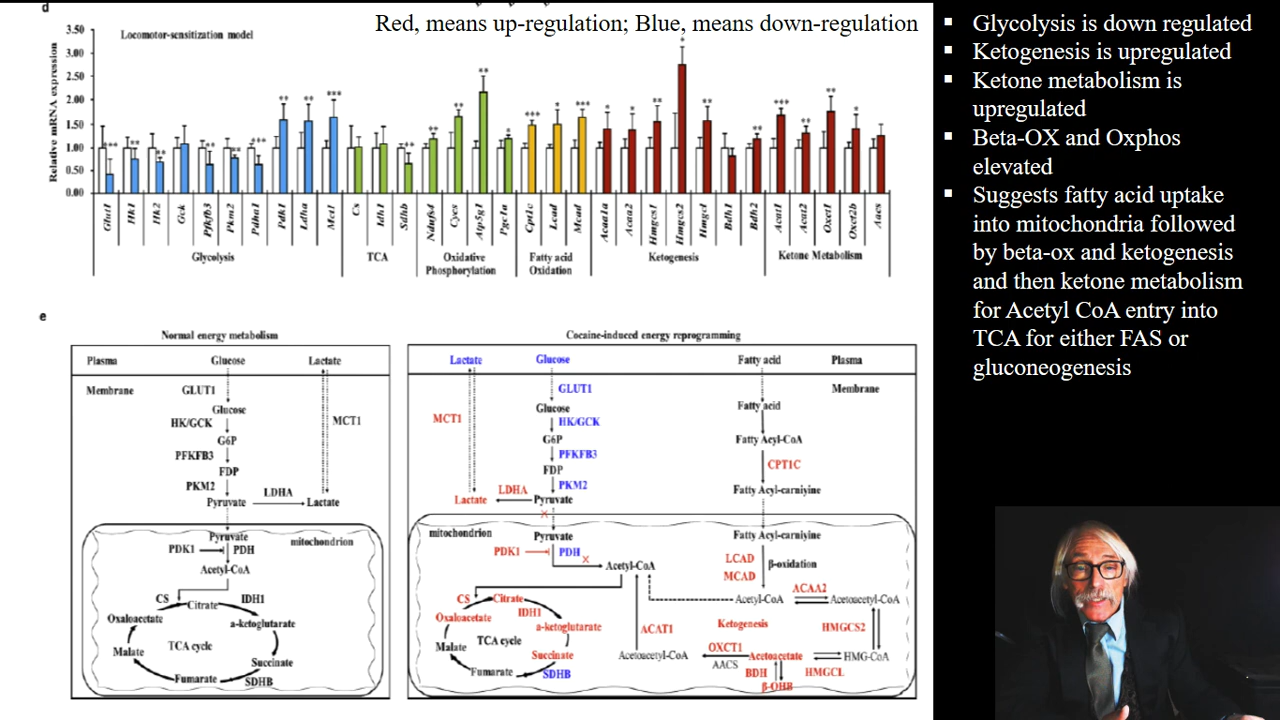 d
Red, means up-regulation; Blue, means down-regulation
Locomotor-sensitization model
Relative mRNA expression
3.50
3.00
2.50
2.00
1.50
1.00
0.50
0.00
*** ** ** ** ** *** ** ** *** ** ** ** ** * *** * *** * * ** * ** ** *** ** ** *
Glut1 Hk1 Hk2 Gck Pfkfb3 Pkm2 Pdha1 Pdk1 Ldha Mct1 Cs Idh1 Sdhb Ndufs4 Cycs Atp5g1 Pgc1a Cpt1c Lcad Mcad Acaa1a Acaa2 Hmgcs1 Hmgcs2 Hmgcl Bdh1 Bdh2 Acat1 Acat2 Oxct1 Oxct2b Aacs
Glycolysis TCA Oxidative Phosphorylation Fatty acid Oxidation Ketogenesis Ketone Metabolism
e
Normal energy metabolism
Plasma Glucose Lactate
Membrane GLUT1
Glucose
HK/GCK MCT1
G6P
PFKFB3
FDP
PKM2 LDHA
Pyruvate Lactate
Pyruvate mitochondrion
PDK1 PDH
Acetyl-CoA
CS Citrate IDH1
Oxaloacetate a-ketoglutarate
TCA cycle
Malate Succinate
Fumarate SDHB
Cocaine-induced energy reprogramming
Lactate Glucose Fatty acid Plasma
GLUT1 Membrane
Glucose Fatty acid
MCT1 HK/GCK
G6P Fatty Acyl-CoA
PFKFB3 CPT1C
FDP
LDHA PKM2 Fatty Acyl-carniyine
Lactate Pyruvate
X
mitochondrion Pyruvate Fatty Acyl-carniyine
PDK1 PDH X LCAD β-oxidation
Acetyl-CoA MCAD
ACAA2
CS Citrate Acetyl-CoA Acetoacetyl-CoA
Oxaloacetate IDH1 Ketogenesis
a-ketoglutarate ACAT1 HMGCS2
TCA cycle OXCT1
Malate Succinate Acetoacetyl-CoA AACS Acetoacetate HMG-CoA
Fumarate SDHB BDH HMGCL
β-OHB
▪ Glycolysis is down regulated
▪ Ketogenesis is upregulated
▪ Ketone metabolism is
upregulated
▪ Beta-OX and Oxphos
elevated
▪ Suggests fatty acid uptake
into mitochondria followed
by beta-ox and ketogenesis
and then ketone metabolism
for Acetyl CoA entry into
TCA for either FAS or
gluconeogenesis